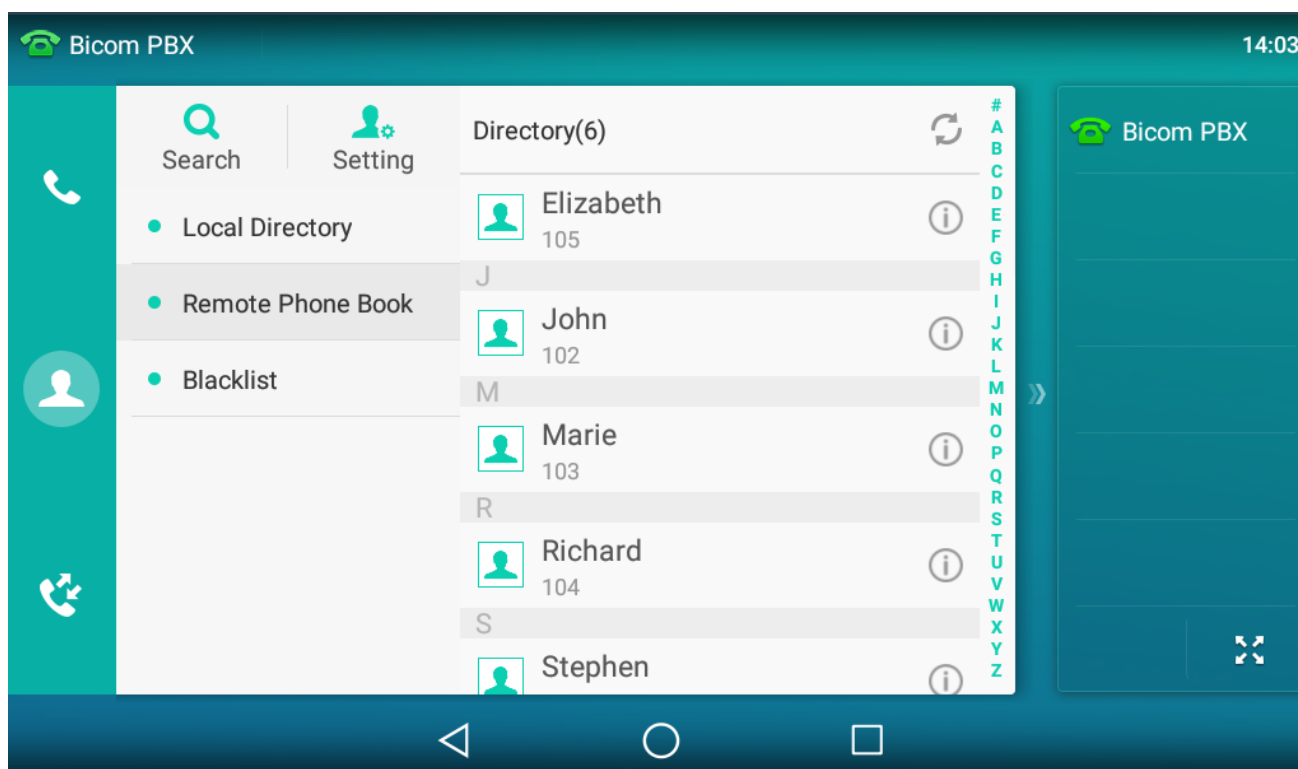 Bicom PBX
14:03
Search
Setting
Local Directory
Remote Phone Book
Blacklist
Directory(6)
Elizabeth
105
J
John
102
M
Marie
103
R
Richard
104
S
Stephen
#
A
B
C
D
E
F
G
H
I
J
K
L
M
N
O
P
Q
R
S
T
U
V
W
X
Y
Z
Bicom PBX